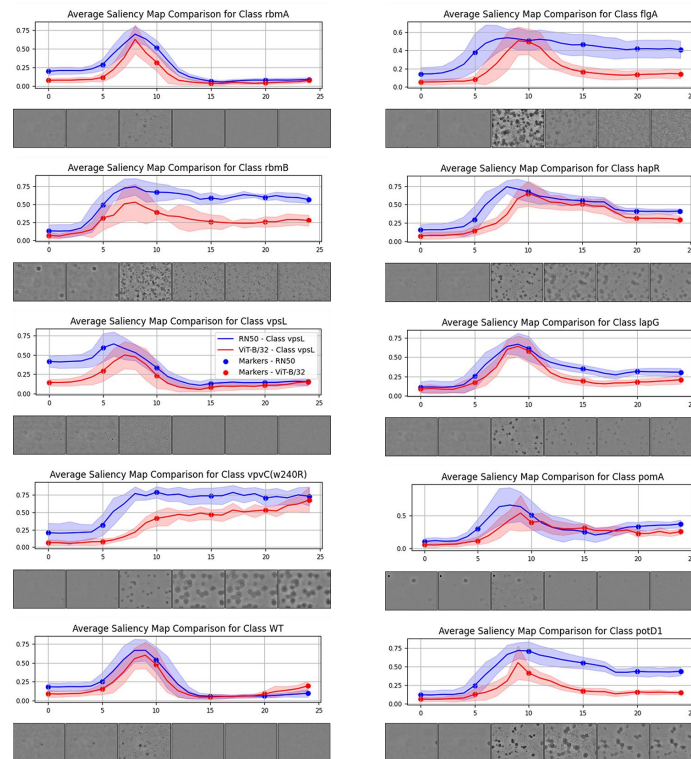 Average Saliency Map Comparison for Class rbmA
0.75
0.50
0.25
0.00
0 5 10 15 20 25
Average Saliency Map Comparison for Class rbmB
0.75
0.50
0.25
0.00
0 5 10 15 20 25
Average Saliency Map Comparison for Class vpsL
0.75
0.50
0.25
0.00
RN50 - Class vpsL
ViT-B/32 - Class vpsL
Markers - RN50
Markers - ViT-B/32
0 5 10 15 20 25
Average Saliency Map Comparison for Class vpvC(w240R)
0.75
0.50
0.25
0.00
0 5 10 15 20 25
Average Saliency Map Comparison for Class WT
0.75
0.50
0.25
0.00
0 5 10 15 20 25
Average Saliency Map Comparison for Class flgA
0.6
0.4
0.2
0.0
0 5 10 15 20 25
Average Saliency Map Comparison for Class hapR
0.75
0.50
0.25
0.00
0 5 10 15 20 25
Average Saliency Map Comparison for Class lapG
0.75
0.50
0.25
0.00
0 5 10 15 20 25
Average Saliency Map Comparison for Class pomA
0.5
0.0
0 5 10 15 20 25
Average Saliency Map Comparison for Class potD1
0.75
0.50
0.25
0.00
0 5 10 15 20 25